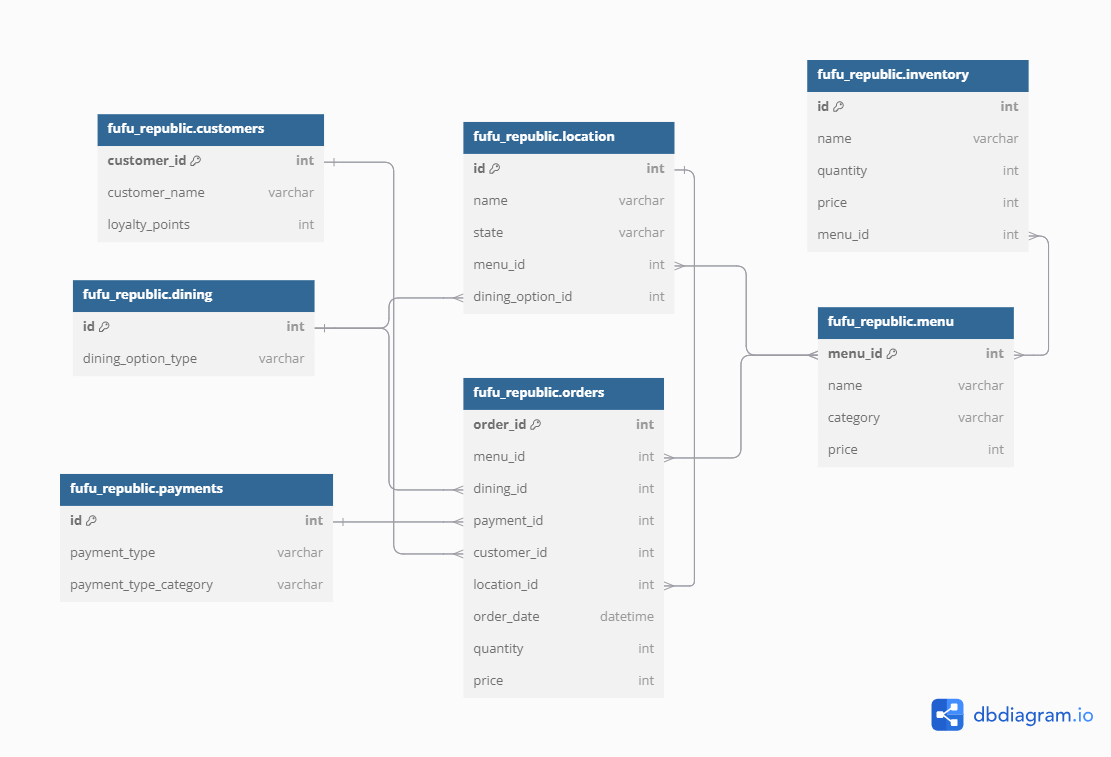 fufu_republic.customers
customer_id int
customer_name varchar
loyalty_points int
fufu_republic.dining
id int
dining_option_type varchar
fufu_republic.payments
id int
payment_type varchar
payment_type_category varchar
fufu_republic.location
id int
name varchar
state varchar
menu_id int
dining_option_id int
fufu_republic.orders
order_id int
menu_id int
dining_id int
payment_id int
customer_id int
location_id int
order_date datetime
quantity int
price int
fufu_republic.inventory
id int
name varchar
quantity int
price int
menu_id int
fufu_republic.menu
menu_id int
name varchar
category varchar
price int
dbdiagram.io